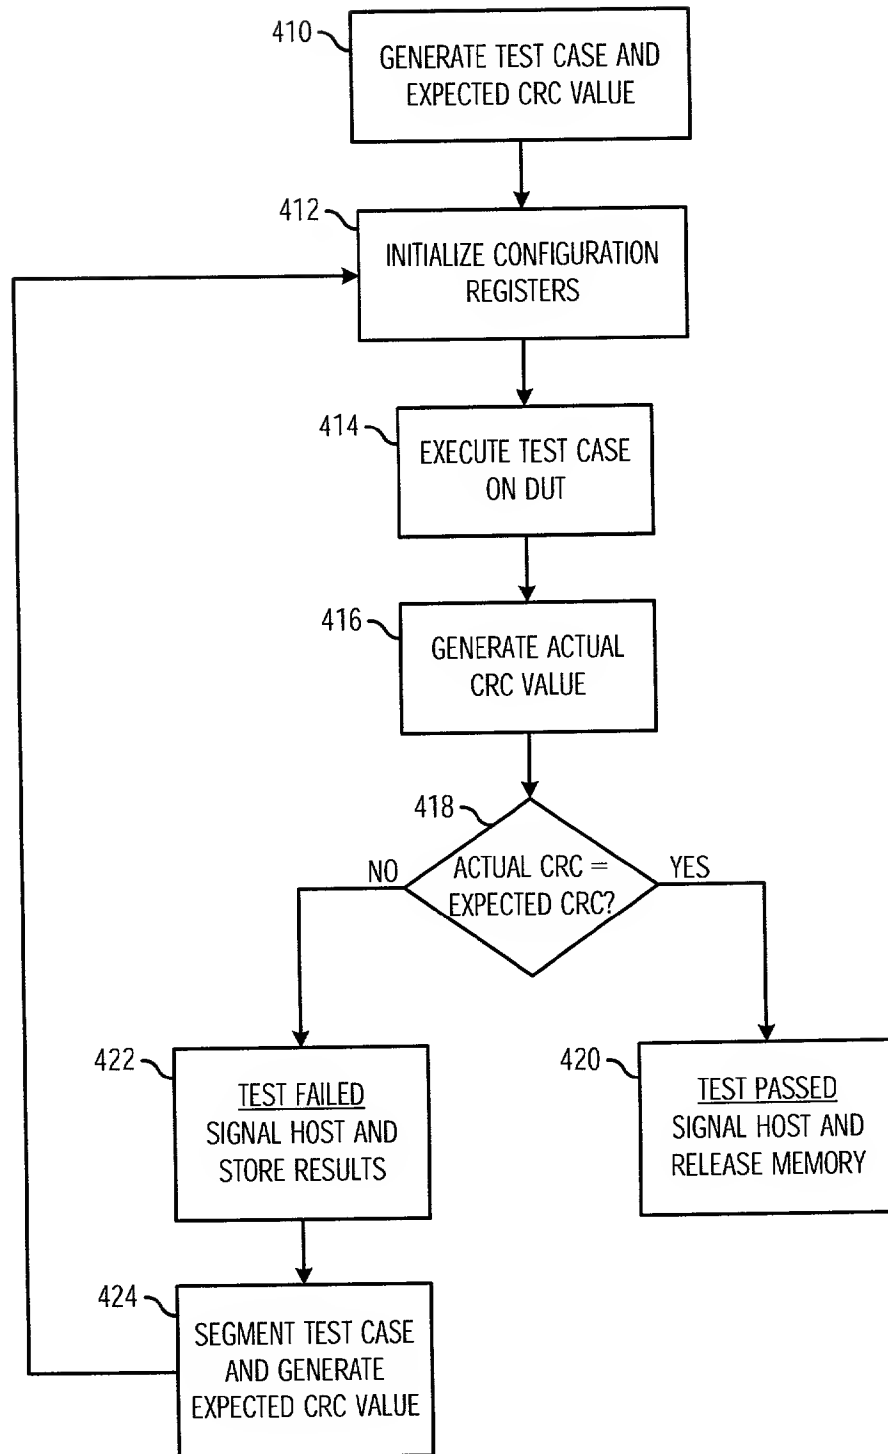 410
GENERATE TEST CASE AND
EXPECTED CRC VALUE
412
INITIALIZE CONFIGURATION
REGISTERS
414
EXECUTE TEST CASE
ON DUT
416
GENERATE ACTUAL
CRC VALUE
418
NO
ACTUAL CRC =
EXPECTED CRC?
YES
422
TEST FAILED
SIGNAL HOST AND
STORE RESULTS
420
TEST PASSED
SIGNAL HOST AND
RELEASE MEMORY
424
SEGMENT TEST CASE
AND GENERATE
EXPECTED CRC VALUE